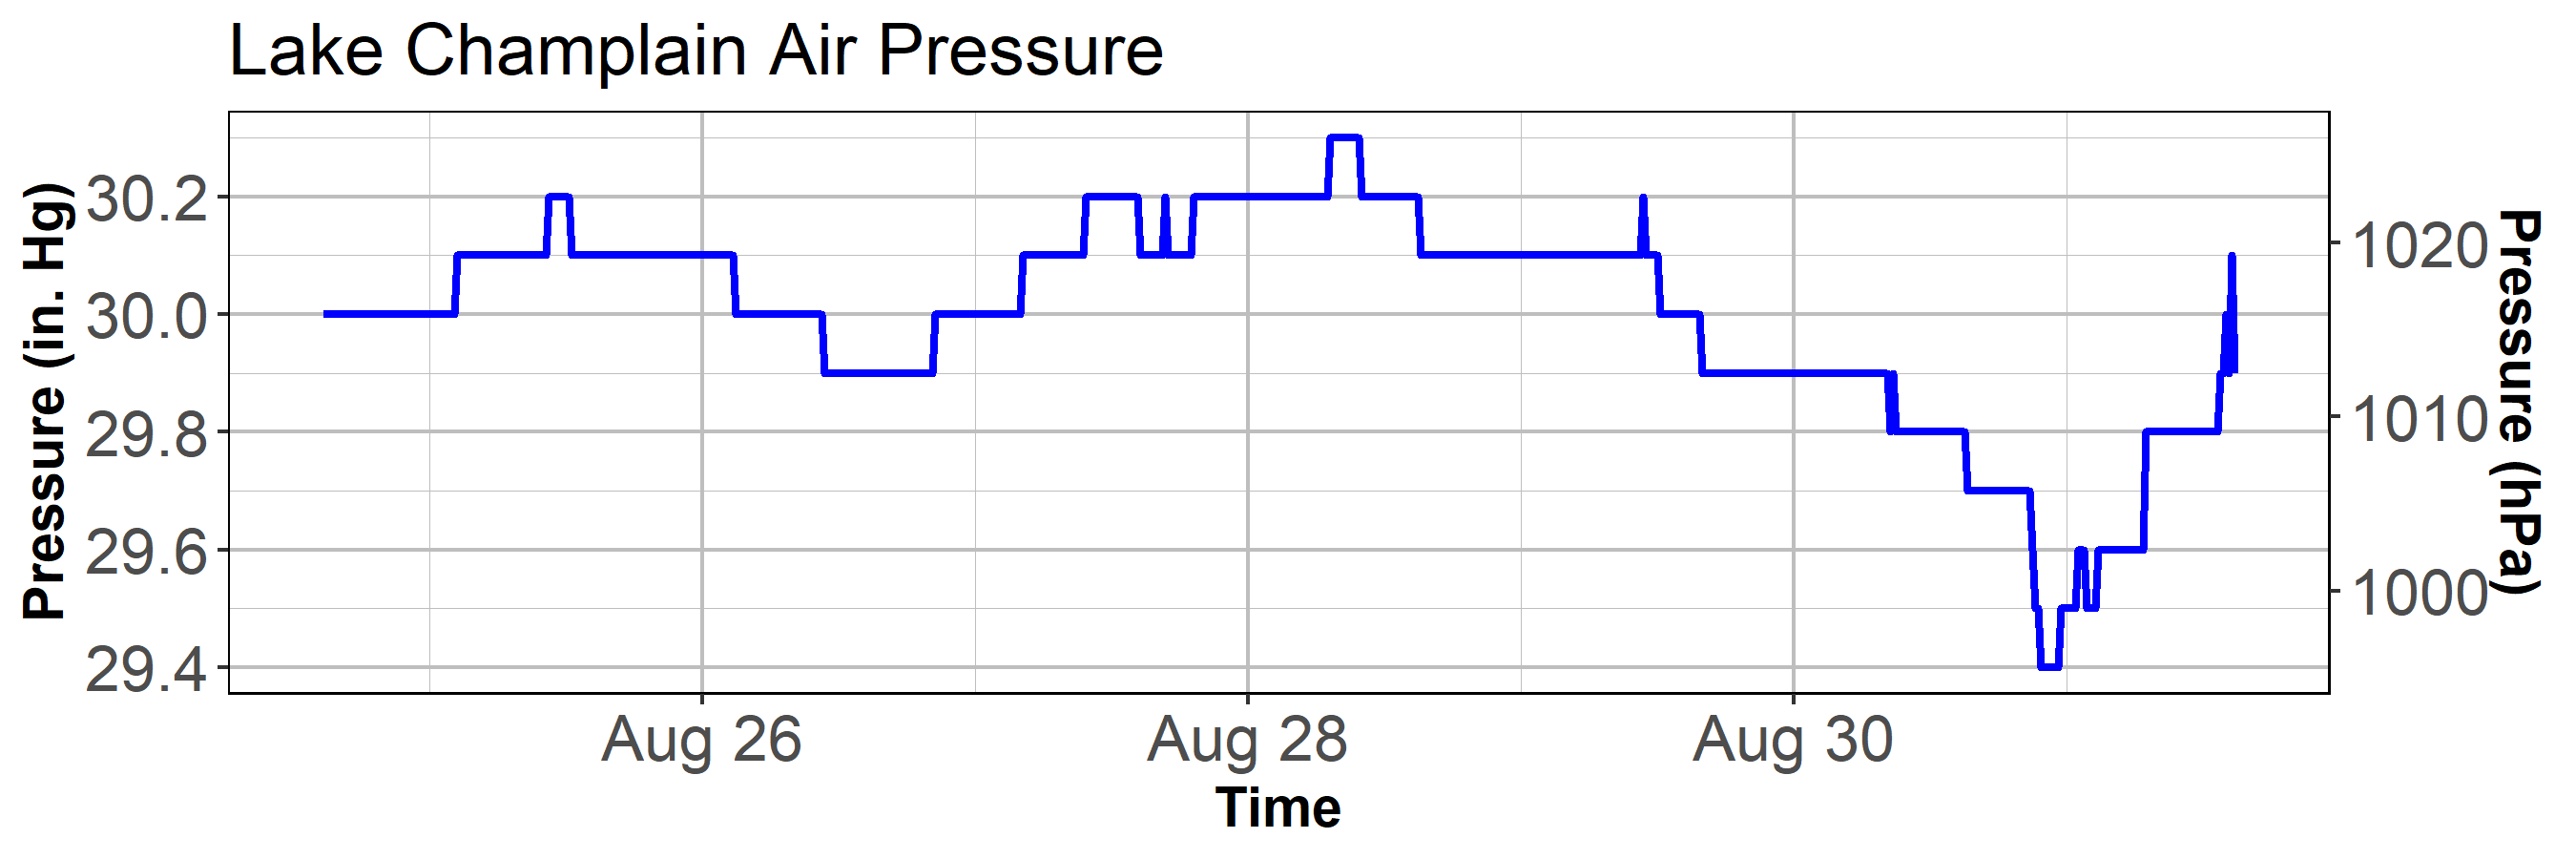 Lake Champlain Air Pressure
Pressure (in. Hg)
30.2
30.0
29.8
29.6
29.4
1020
1010
1000
Pressure (hPa)
Aug 26
Aug 28
Aug 30
Time